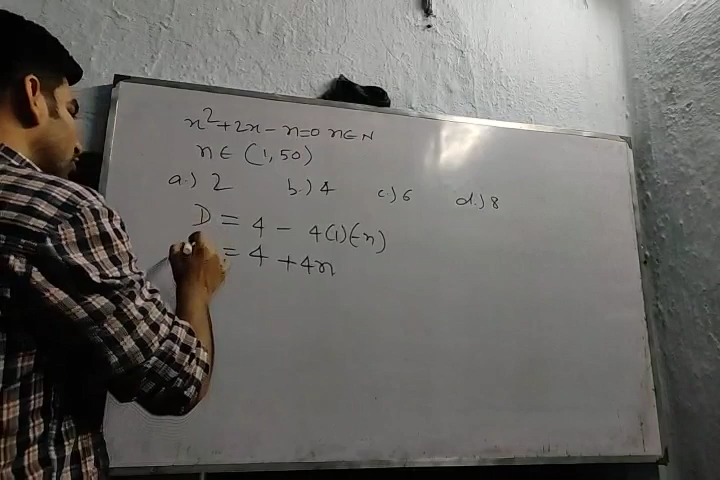 x²+2x-n=0 n∈N
n∈ (1,50)
a.) 2 b.) 4 c.) 6 d.) 8
D = 4 - 4(1)(-n)
= 4 + 4n